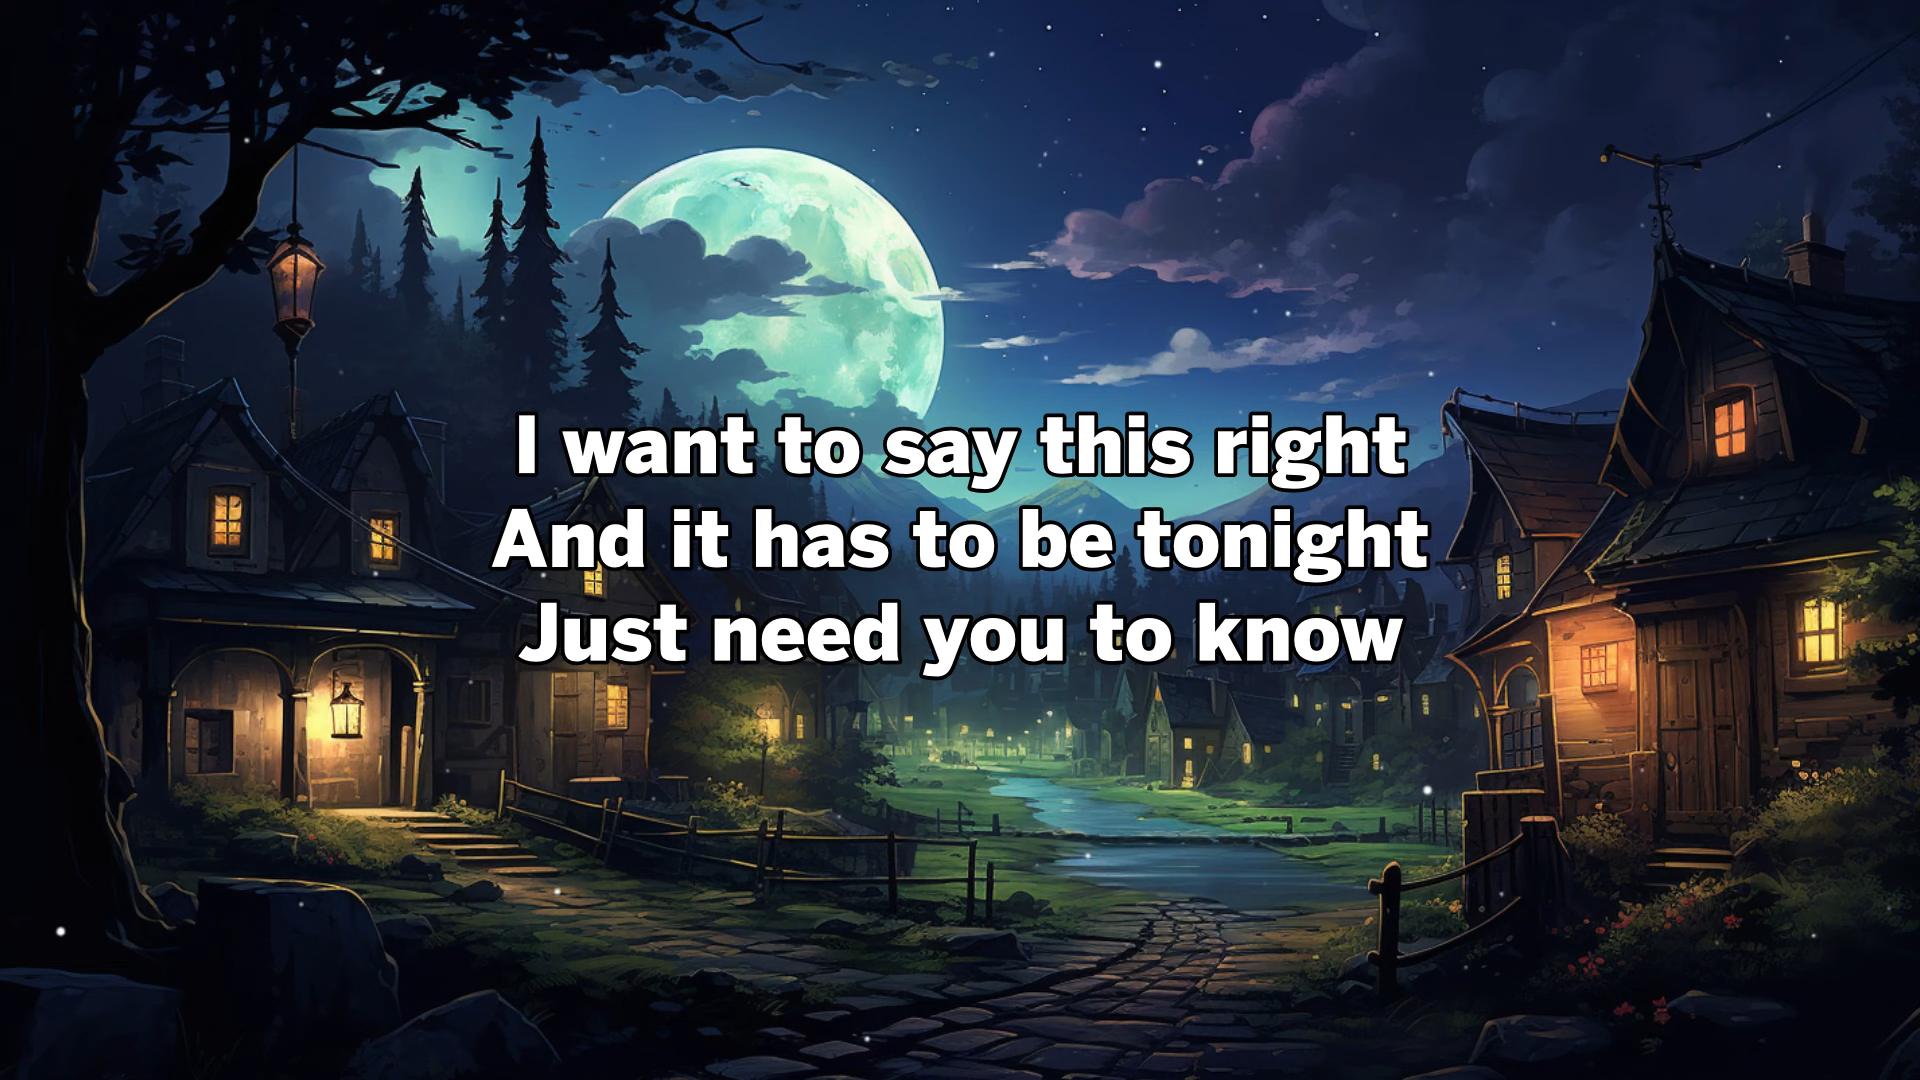 I want to say this right
And it has to be tonight
Just need you to know